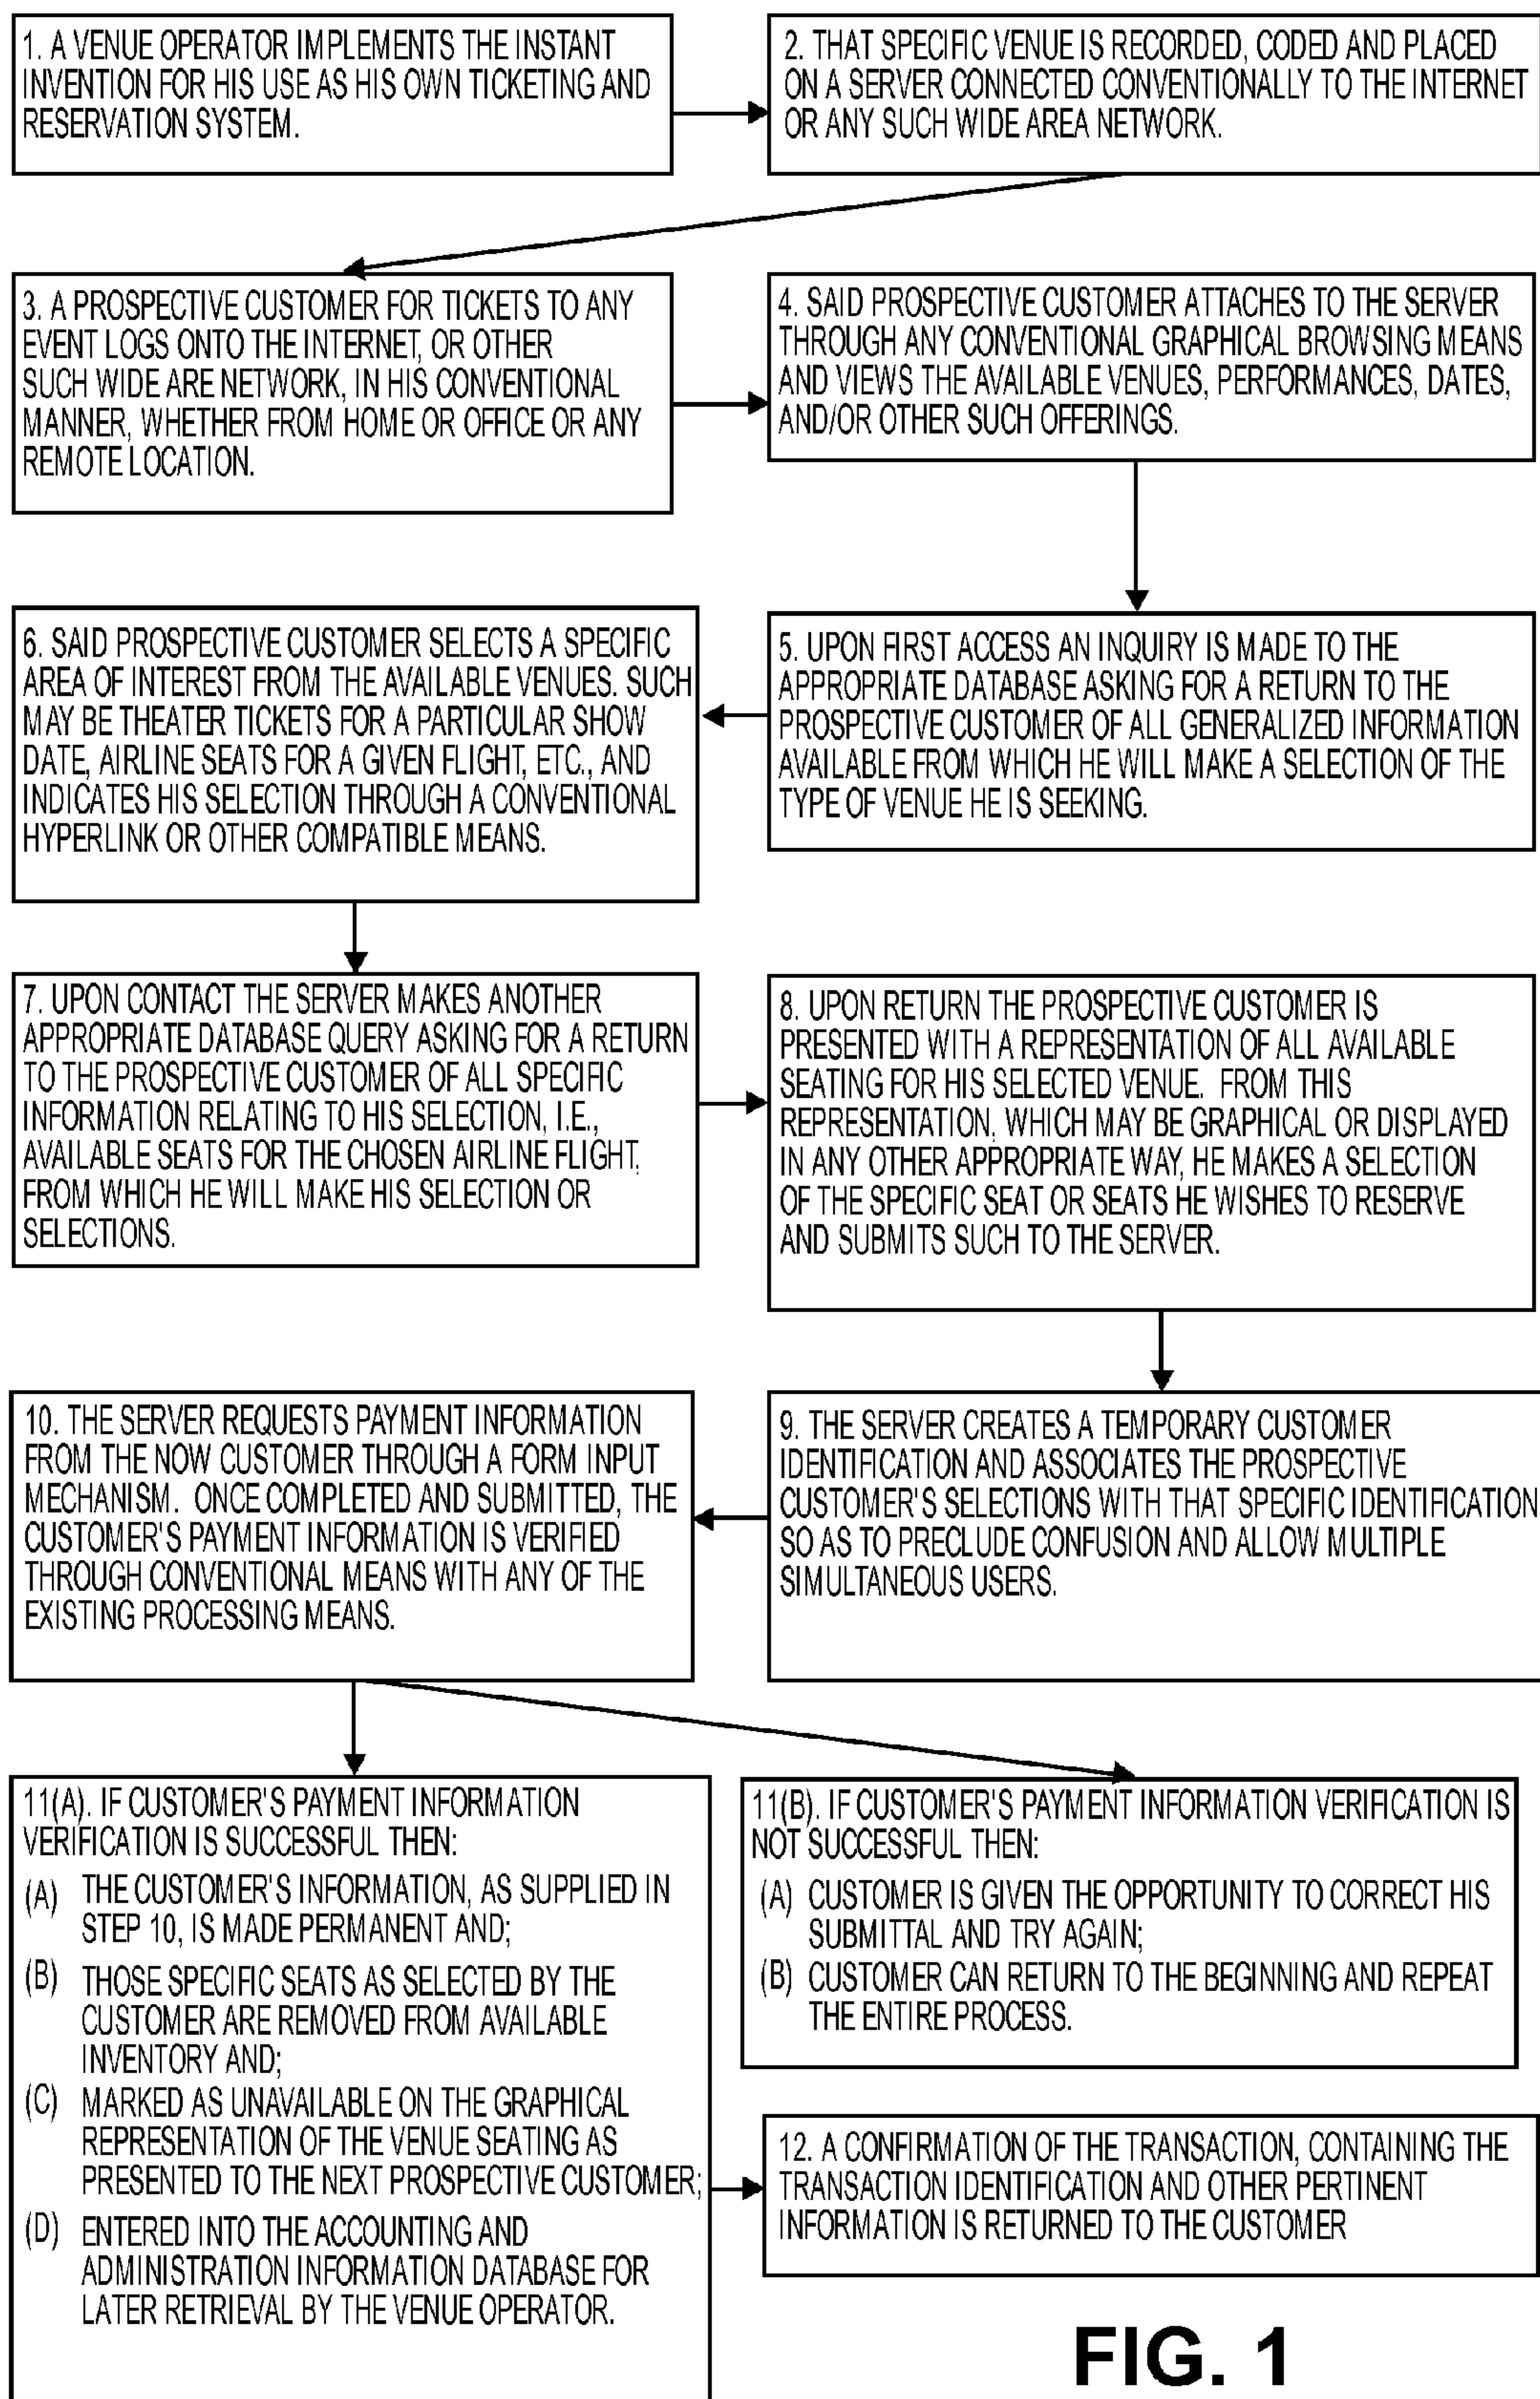 1. A VENUE OPERATOR IMPLEMENTS THE INSTANT
INVENTION FOR HIS USE AS HIS OWN TICKETING AND
RESERVATION SYSTEM.
2. THAT SPECIFIC VENUE IS RECORDED, CODED AND PLACED
ON A SERVER CONNECTED CONVENTIONALLY TO THE INTERNET
OR ANY SUCH WIDE AREA NETWORK.
3. A PROSPECTIVE CUSTOMER FOR TICKETS TO ANY
EVENT LOGS ONTO THE INTERNET, OR OTHER
SUCH WIDE ARE NETWORK, IN HIS CONVENTIONAL
MANNER, WHETHER FROM HOME OR OFFICE OR ANY
REMOTE LOCATION.
4. SAID PROSPECTIVE CUSTOMER ATTACHES TO THE SERVER
THROUGH ANY CONVENTIONAL GRAPHICAL BROWSING MEANS
AND VIEWS THE AVAILABLE VENUES, PERFORMANCES, DATES,
AND/OR OTHER SUCH OFFERINGS.
5. UPON FIRST ACCESS AN INQUIRY IS MADE TO THE
APPROPRIATE DATABASE ASKING FOR A RETURN TO THE
PROSPECTIVE CUSTOMER OF ALL GENERALIZED INFORMATION
AVAILABLE FROM WHICH HE WILL MAKE A SELECTION OF THE
TYPE OF VENUE HE IS SEEKING.
6. SAID PROSPECTIVE CUSTOMER SELECTS A SPECIFIC
AREA OF INTEREST FROM THE AVAILABLE VENUES. SUCH
MAY BE THEATER TICKETS FOR A PARTICULAR SHOW
DATE, AIRLINE SEATS FOR A GIVEN FLIGHT, ETC., AND
INDICATES HIS SELECTION THROUGH A CONVENTIONAL
HYPERLINK OR OTHER COMPATIBLE MEANS.
7. UPON CONTACT THE SERVER MAKES ANOTHER
APPROPRIATE DATABASE QUERY ASKING FOR A RETURN
TO THE PROSPECTIVE CUSTOMER OF ALL SPECIFIC
INFORMATION RELATING TO HIS SELECTION, I.E.,
AVAILABLE SEATS FOR THE CHOSEN AIRLINE FLIGHT,
FROM WHICH HE WILL MAKE HIS SELECTION OR
SELECTIONS.
8. UPON RETURN THE PROSPECTIVE CUSTOMER IS
PRESENTED WITH A REPRESENTATION OF ALL AVAILABLE
SEATING FOR HIS SELECTED VENUE. FROM THIS
REPRESENTATION, WHICH MAY BE GRAPHICAL OR DISPLAYED
IN ANY OTHER APPROPRIATE WAY, HE MAKES A SELECTION
OF THE SPECIFIC SEAT OR SEATS HE WISHES TO RESERVE
AND SUBMITS SUCH TO THE SERVER.
9. THE SERVER CREATES A TEMPORARY CUSTOMER
IDENTIFICATION AND ASSOCIATES THE PROSPECTIVE
CUSTOMER'S SELECTIONS WITH THAT SPECIFIC IDENTIFICATION
SO AS TO PRECLUDE CONFUSION AND ALLOW MULTIPLE
SIMULTANEOUS USERS.
10. THE SERVER REQUESTS PAYMENT INFORMATION
FROM THE NOW CUSTOMER THROUGH A FORM INPUT
MECHANISM. ONCE COMPLETED AND SUBMITTED, THE
CUSTOMER'S PAYMENT INFORMATION IS VERIFIED
THROUGH CONVENTIONAL MEANS WITH ANY OF THE
EXISTING PROCESSING MEANS.
11(A). IF CUSTOMER'S PAYMENT INFORMATION
VERIFICATION IS SUCCESSFUL THEN:
(A) THE CUSTOMER'S INFORMATION, AS SUPPLIED IN
STEP 10, IS MADE PERMANENT AND;
(B) THOSE SPECIFIC SEATS AS SELECTED BY THE
CUSTOMER ARE REMOVED FROM AVAILABLE
INVENTORY AND;
(C) MARKED AS UNAVAILABLE ON THE GRAPHICAL
REPRESENTATION OF THE VENUE SEATING AS
PRESENTED TO THE NEXT PROSPECTIVE CUSTOMER;
(D) ENTERED INTO THE ACCOUNTING AND
ADMINISTRATION INFORMATION DATABASE FOR
LATER RETRIEVAL BY THE VENUE OPERATOR.
11(B). IF CUSTOMER'S PAYMENT INFORMATION VERIFICATION IS
NOT SUCCESSFUL THEN:
(A) CUSTOMER IS GIVEN THE OPPORTUNITY TO CORRECT HIS
SUBMITTAL AND TRY AGAIN;
(B) CUSTOMER CAN RETURN TO THE BEGINNING AND REPEAT
THE ENTIRE PROCESS.
12. A CONFIRMATION OF THE TRANSACTION, CONTAINING THE
TRANSACTION IDENTIFICATION AND OTHER PERTINENT
INFORMATION IS RETURNED TO THE CUSTOMER
FIG. 1